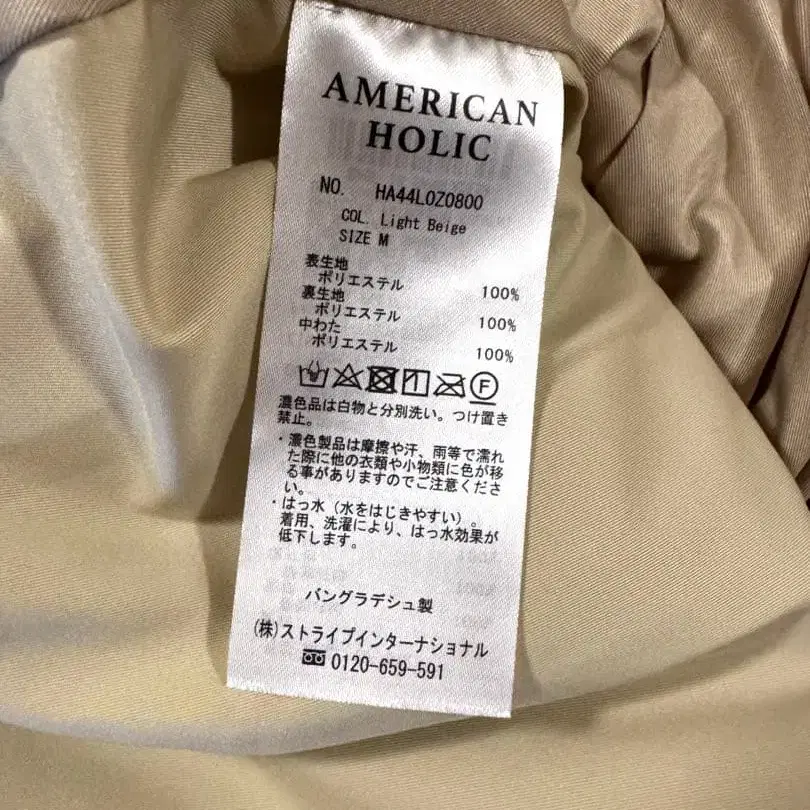 AMERICAN
HOLIC
NO. HA44L0Z0800
COL. Light Beige
SIZE M
表生地
ポリエステル 100%
裏生地
ポリエステル 100%
中わた
ポリエステル 100%
濃色品は白物と分別洗い。つけ置き
禁止。
・濃色製品は摩擦や汗、雨等で濡れ
た際に他の衣類や小物類に色が移
る事がありますのでご注意くださ
い。
・はっ水（水をはじきやすい）。
着用、洗濯により、はっ水効果が
低下します。
バングラデシュ製
(株)ストライプインターナショナル
0120-659-591